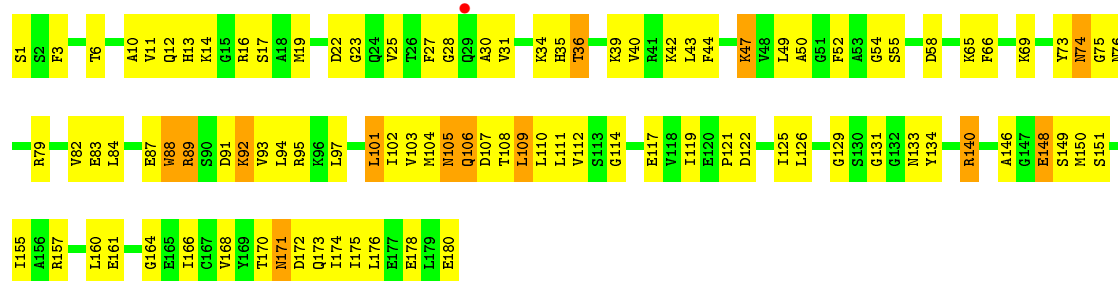 S1 S2 F3 T6 A10 V11 Q12 H13 K14 G15 R16 S17 A18 M19 D22 G23 Q24 V25 T26 F27 G28 Q29 A30 V31 K34 H35 T36 K39 V40 R41 K42 L43 F44 K47 V48 L49 A50 G51 F52 A53 G54 S55 D58 K65 F66 K69 Y73 N74 G75 N76
R79 V82 E83 L84 E87 W88 R89 S90 D91 K92 V93 L94 R95 K96 L97 L101 I102 V103 M104 N105 Q106 D107 T108 L109 L110 L111 V112 S113 G114 E117 V118 I119 E120 P121 D122 I125 L126 G129 S130 G131 G132 N133 Y134 R140 A146 G147 E148 S149 M150 S151
I155 A156 R157 L160 E161 G164 E165 I166 C167 V168 Y169 T170 N171 D172 Q173 I174 I175 L176 E177 E178 L179 E180